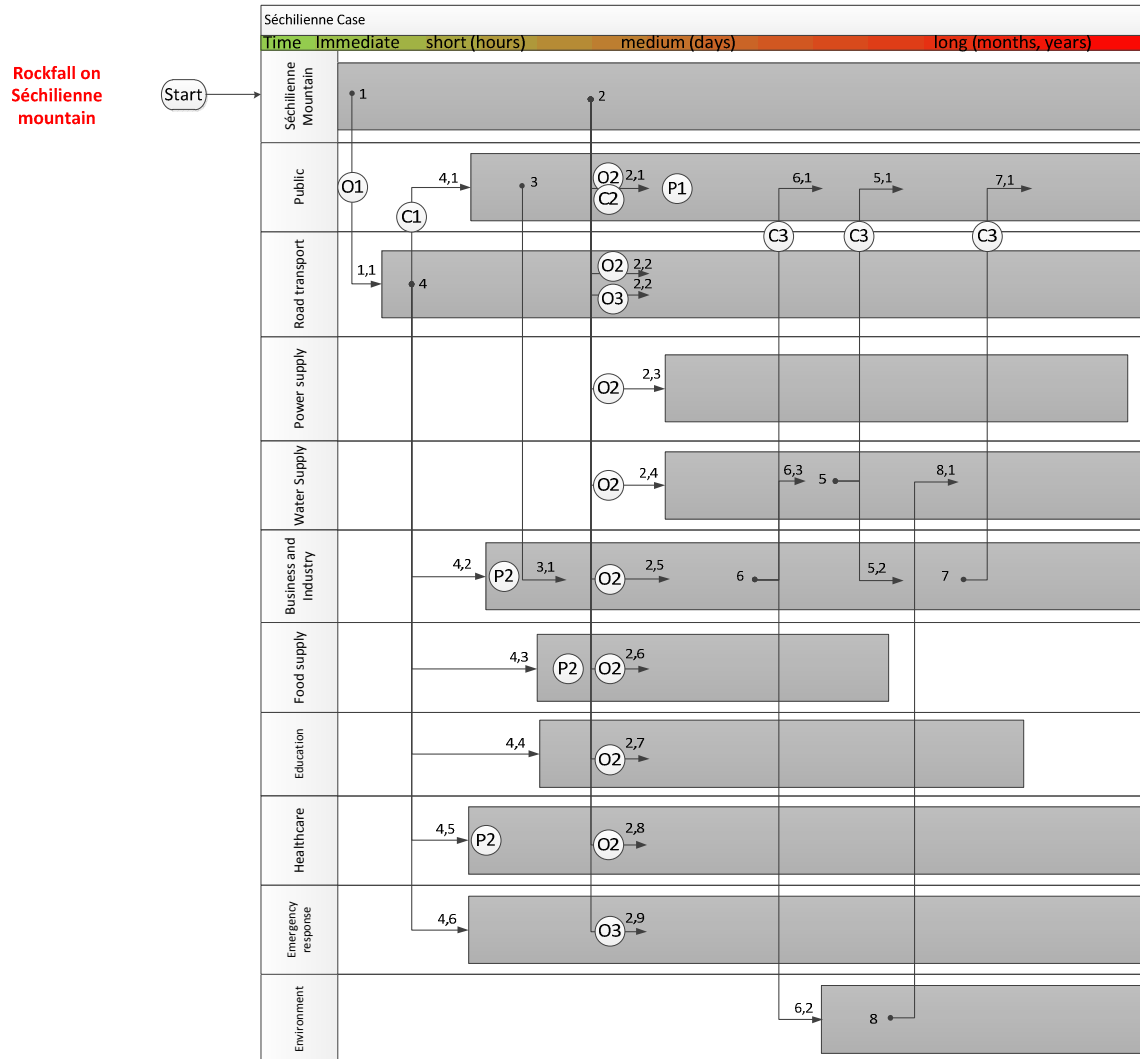 Séchilienne Case
Time Immediate short (hours) medium (days) long (months, years)
Rockfall on
Séchilienne
mountain
Start
Séchilienne
Mountain
1
2
Public
O1
4,1
C1
3
O2
C2
2,1
P1
6,1
C3
5,1
C3
7,1
C3
Road transport
1,1
4
O2
2,2
O3
2,2
Power supply
O2
2,3
Water Supply
O2
2,4
6,3
5
8,1
Business and
Industry
4,2
P2
3,1
O2
2,5
6
5,2
7
Food supply
4,3
P2
O2
2,6
Education
4,4
O2
2,7
Healthcare
4,5
P2
O2
2,8
Emergency
response
4,6
O3
2,9
Environment
6,2
8